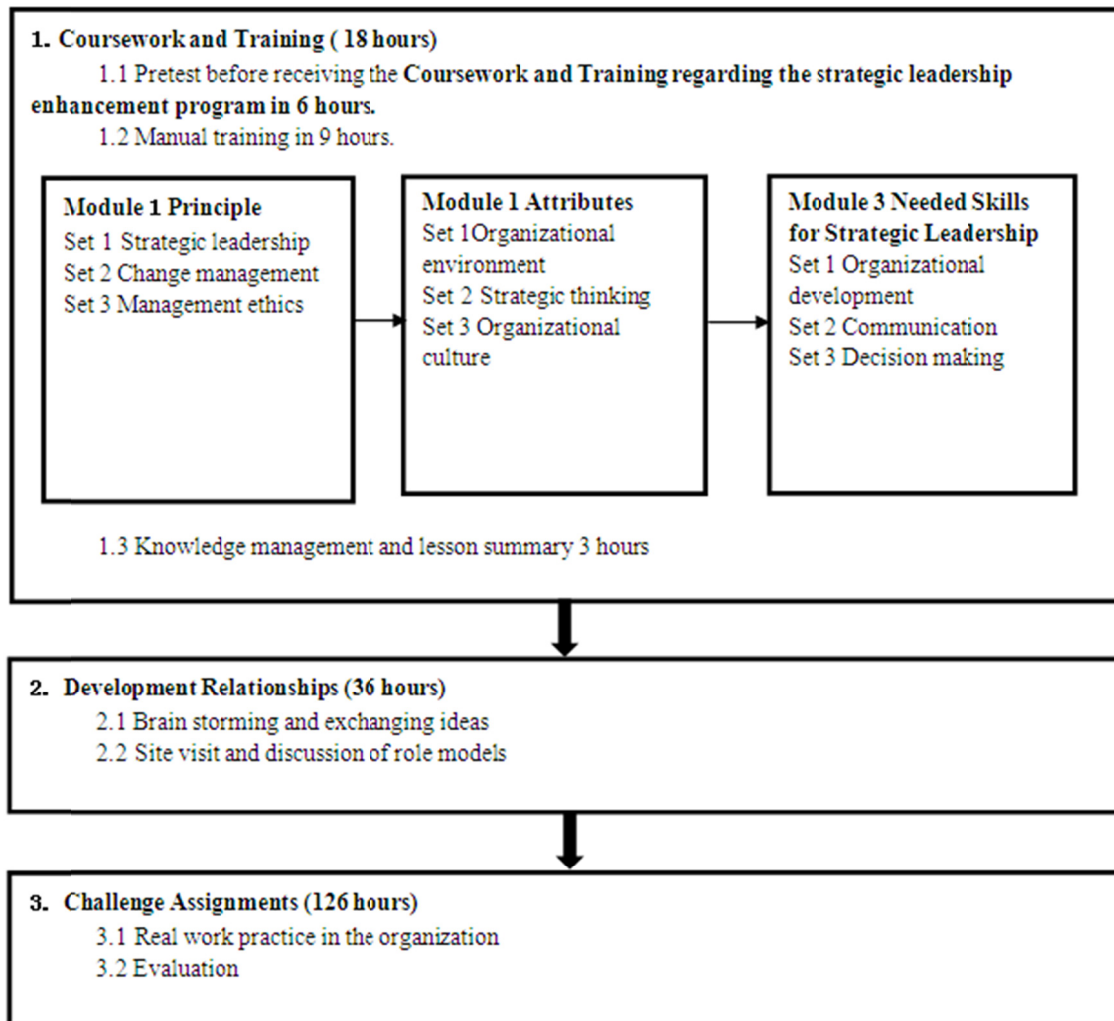 1. Coursework and Training ( 18 hours)
1.1 Pretest before receiving the Coursework and Training regarding the strategic leadership
enhancement program in 6 hours.
1.2 Manual training in 9 hours.
Module 1 Principle
Set 1 Strategic leadership
Set 2 Change management
Set 3 Management ethics
Module 1 Attributes
Set 1Organizational
environment
Set 2 Strategic thinking
Set 3 Organizational
culture
Module 3 Needed Skills
for Strategic Leadership
Set 1 Organizational
development
Set 2 Communication
Set 3 Decision making
1.3 Knowledge management and lesson summary 3 hours
2. Development Relationships (36 hours)
2.1 Brain storming and exchanging ideas
2.2 Site visit and discussion of role models
3. Challenge Assignments (126 hours)
3.1 Real work practice in the organization
3.2 Evaluation